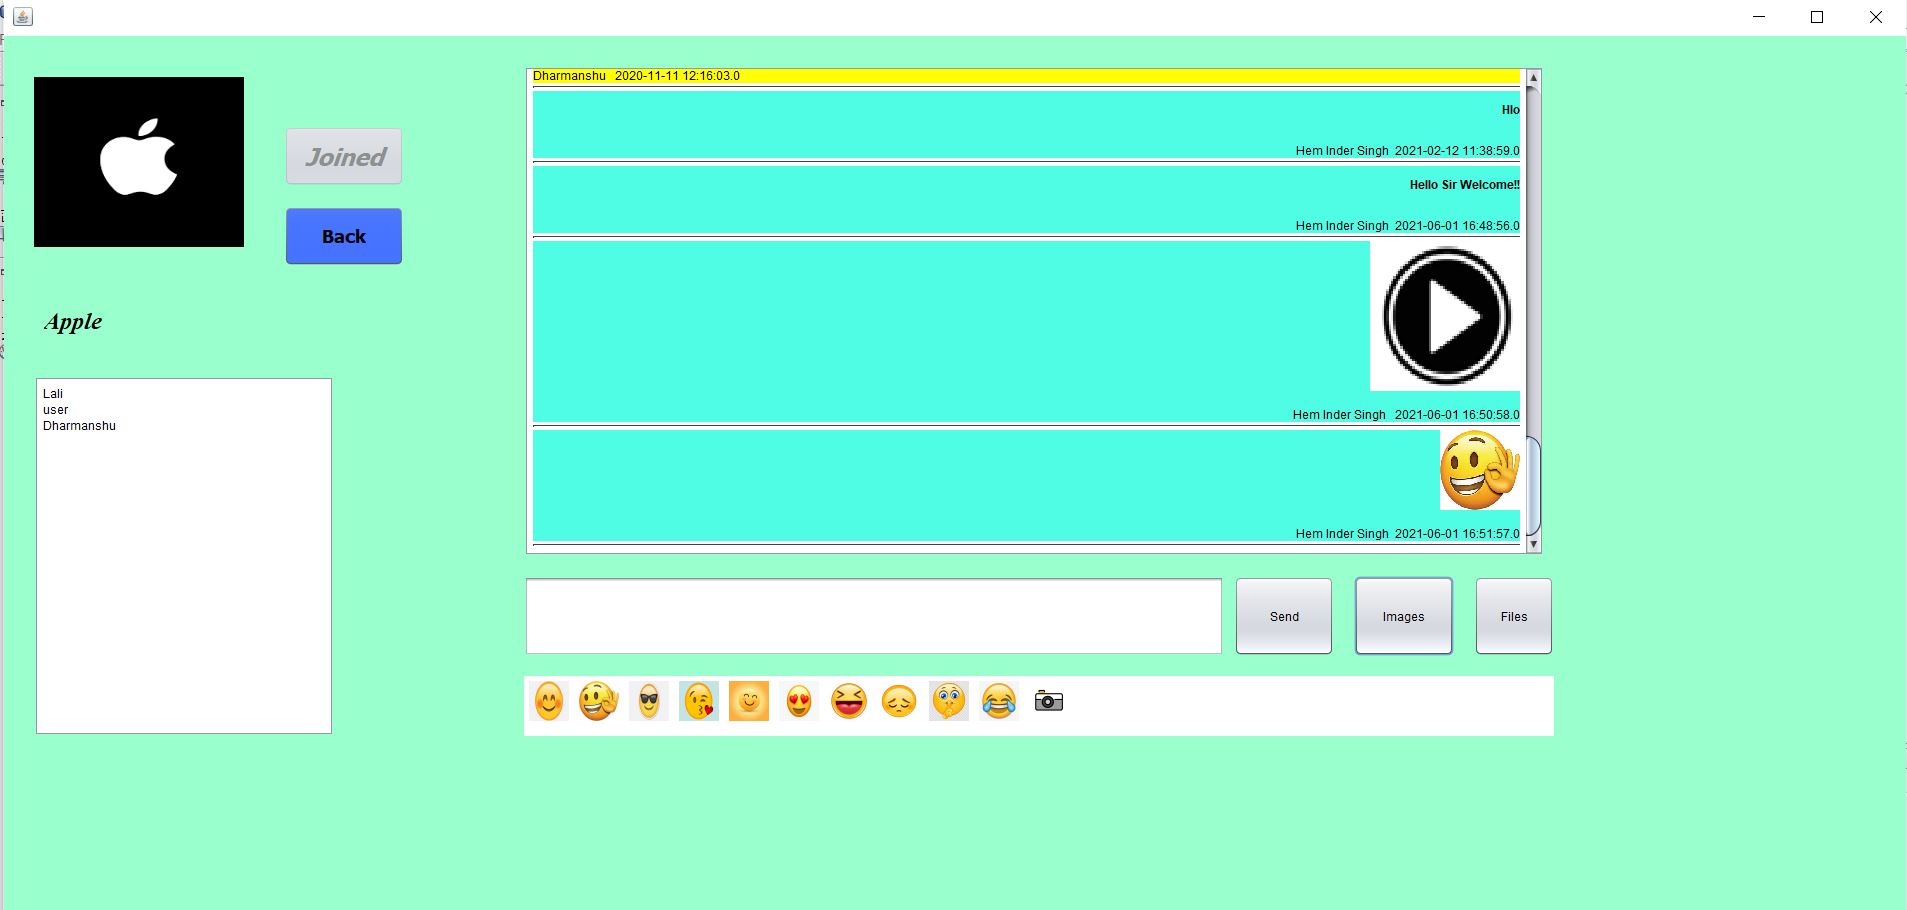 Joined
Back
Apple
Lali
user
Dharmanshu
Dharmanshu 2020-11-11 12:16:03.0
Hlo
Hem Inder Singh 2021-02-12 11:38:59.0
Hello Sir Welcome!!
Hem Inder Singh 2021-06-01 16:48:56.0
Hem Inder Singh 2021-06-01 16:50:58.0
Hem Inder Singh 2021-06-01 16:51:57.0
Send
Images
Files